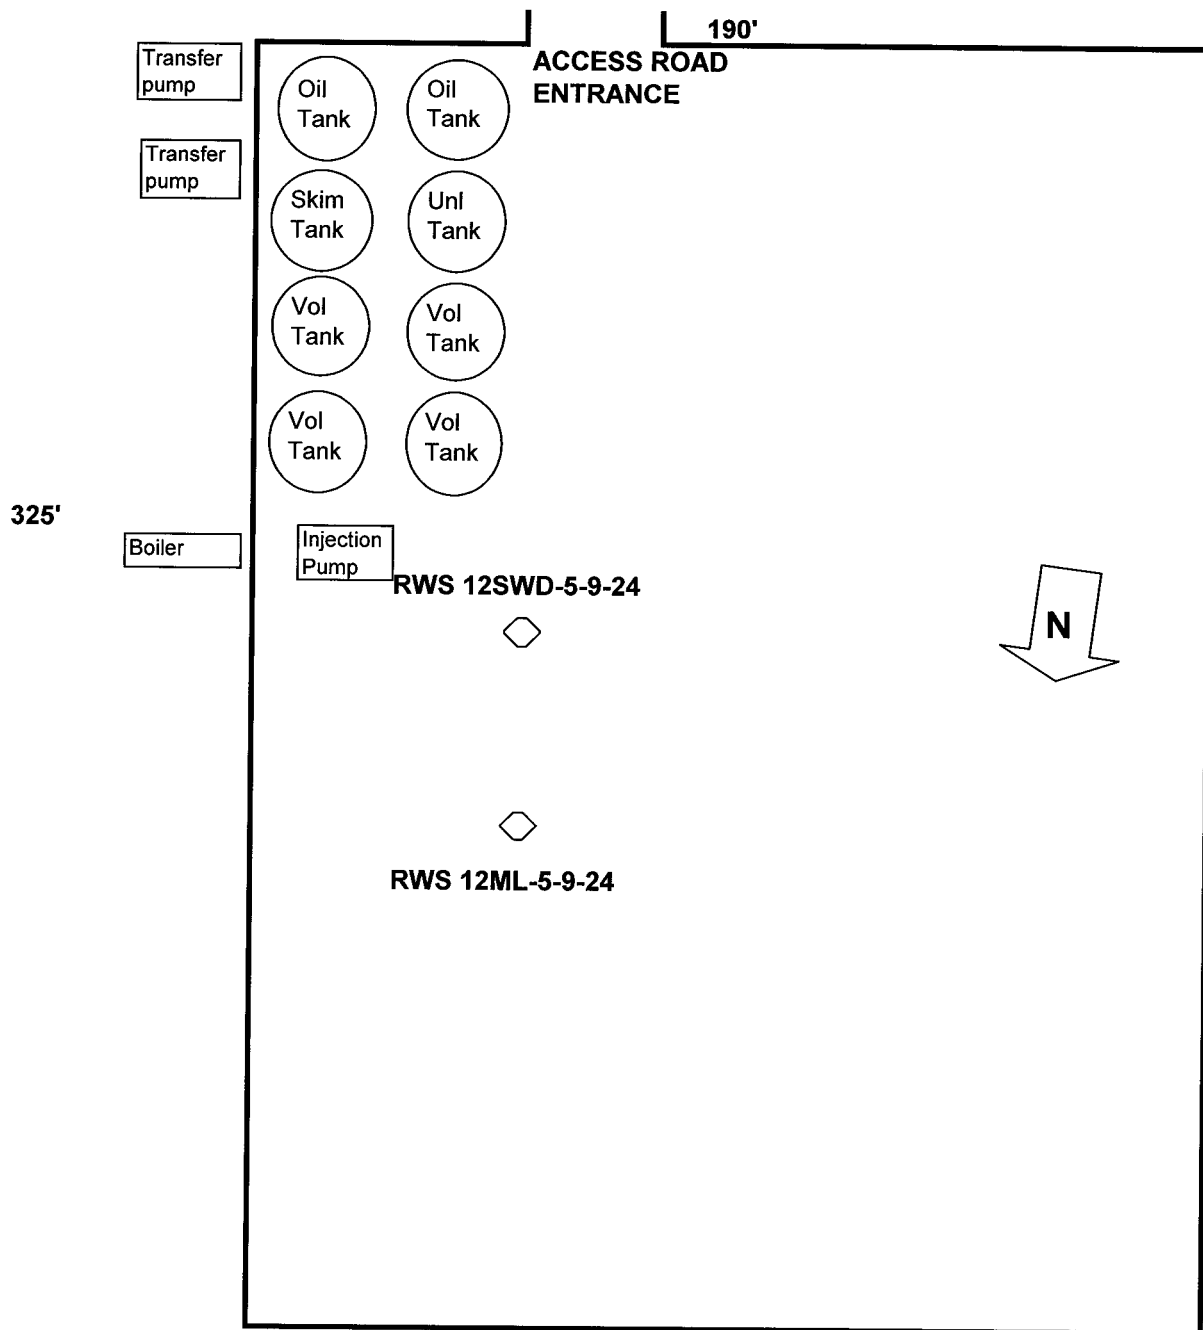 190'
ACCESS ROAD
ENTRANCE
Transfer
pump
Oil
Tank
Oil
Tank
Transfer
pump
Skim
Tank
Unl
Tank
Vol
Tank
Vol
Tank
Vol
Tank
Vol
Tank
325'
Boiler
Injection
Pump
RWS 12SWD-5-9-24
N
RWS 12ML-5-9-24